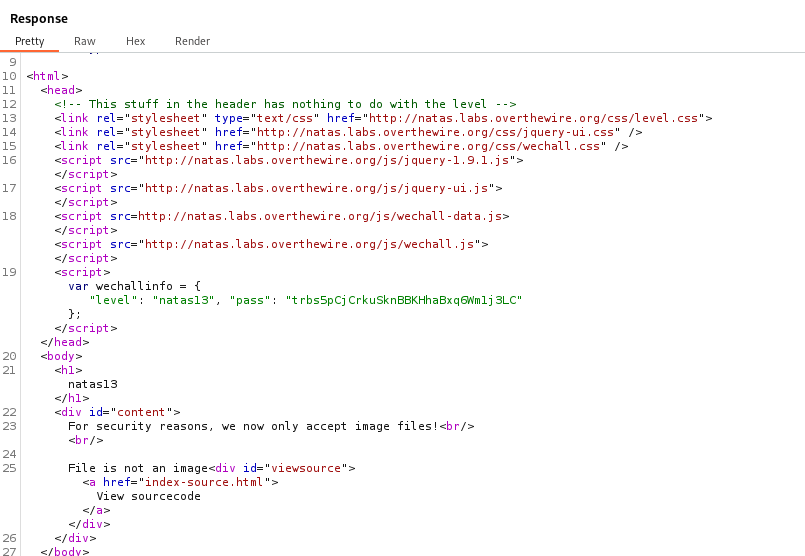 Response
Pretty Raw Hex Render
9
10 <html>
11 <head>
12 <!-- This stuff in the header has nothing to do with the level -->
13 <link rel="stylesheet" type="text/css" href="http://natas.labs.overthewire.org/css/level.css">
14 <link rel="stylesheet" href="http://natas.labs.overthewire.org/css/jquery-ui.css" />
15 <link rel="stylesheet" href="http://natas.labs.overthewire.org/css/wechall.css" />
16 <script src="http://natas.labs.overthewire.org/js/jquery-1.9.1.js">
</script>
17 <script src="http://natas.labs.overthewire.org/js/jquery-ui.js">
</script>
18 <script src=http://natas.labs.overthewire.org/js/wechall-data.js>
</script>
<script src="http://natas.labs.overthewire.org/js/wechall.js">
</script>
19 <script>
var wechallinfo = {
"level": "natas13", "pass": "trbs5pCjCrkuSknBBKHhaBxq6Wm1j3LC"
};
</script>
</head>
20 <body>
21 <h1>
natas13
</h1>
22 <div id="content">
23 For security reasons, we now only accept image files!<br/>
<br/>
24
25 File is not an image<div id="viewsource">
<a href="index-source.html">
View sourcecode
</a>
</div>
26 </div>
27 </body>